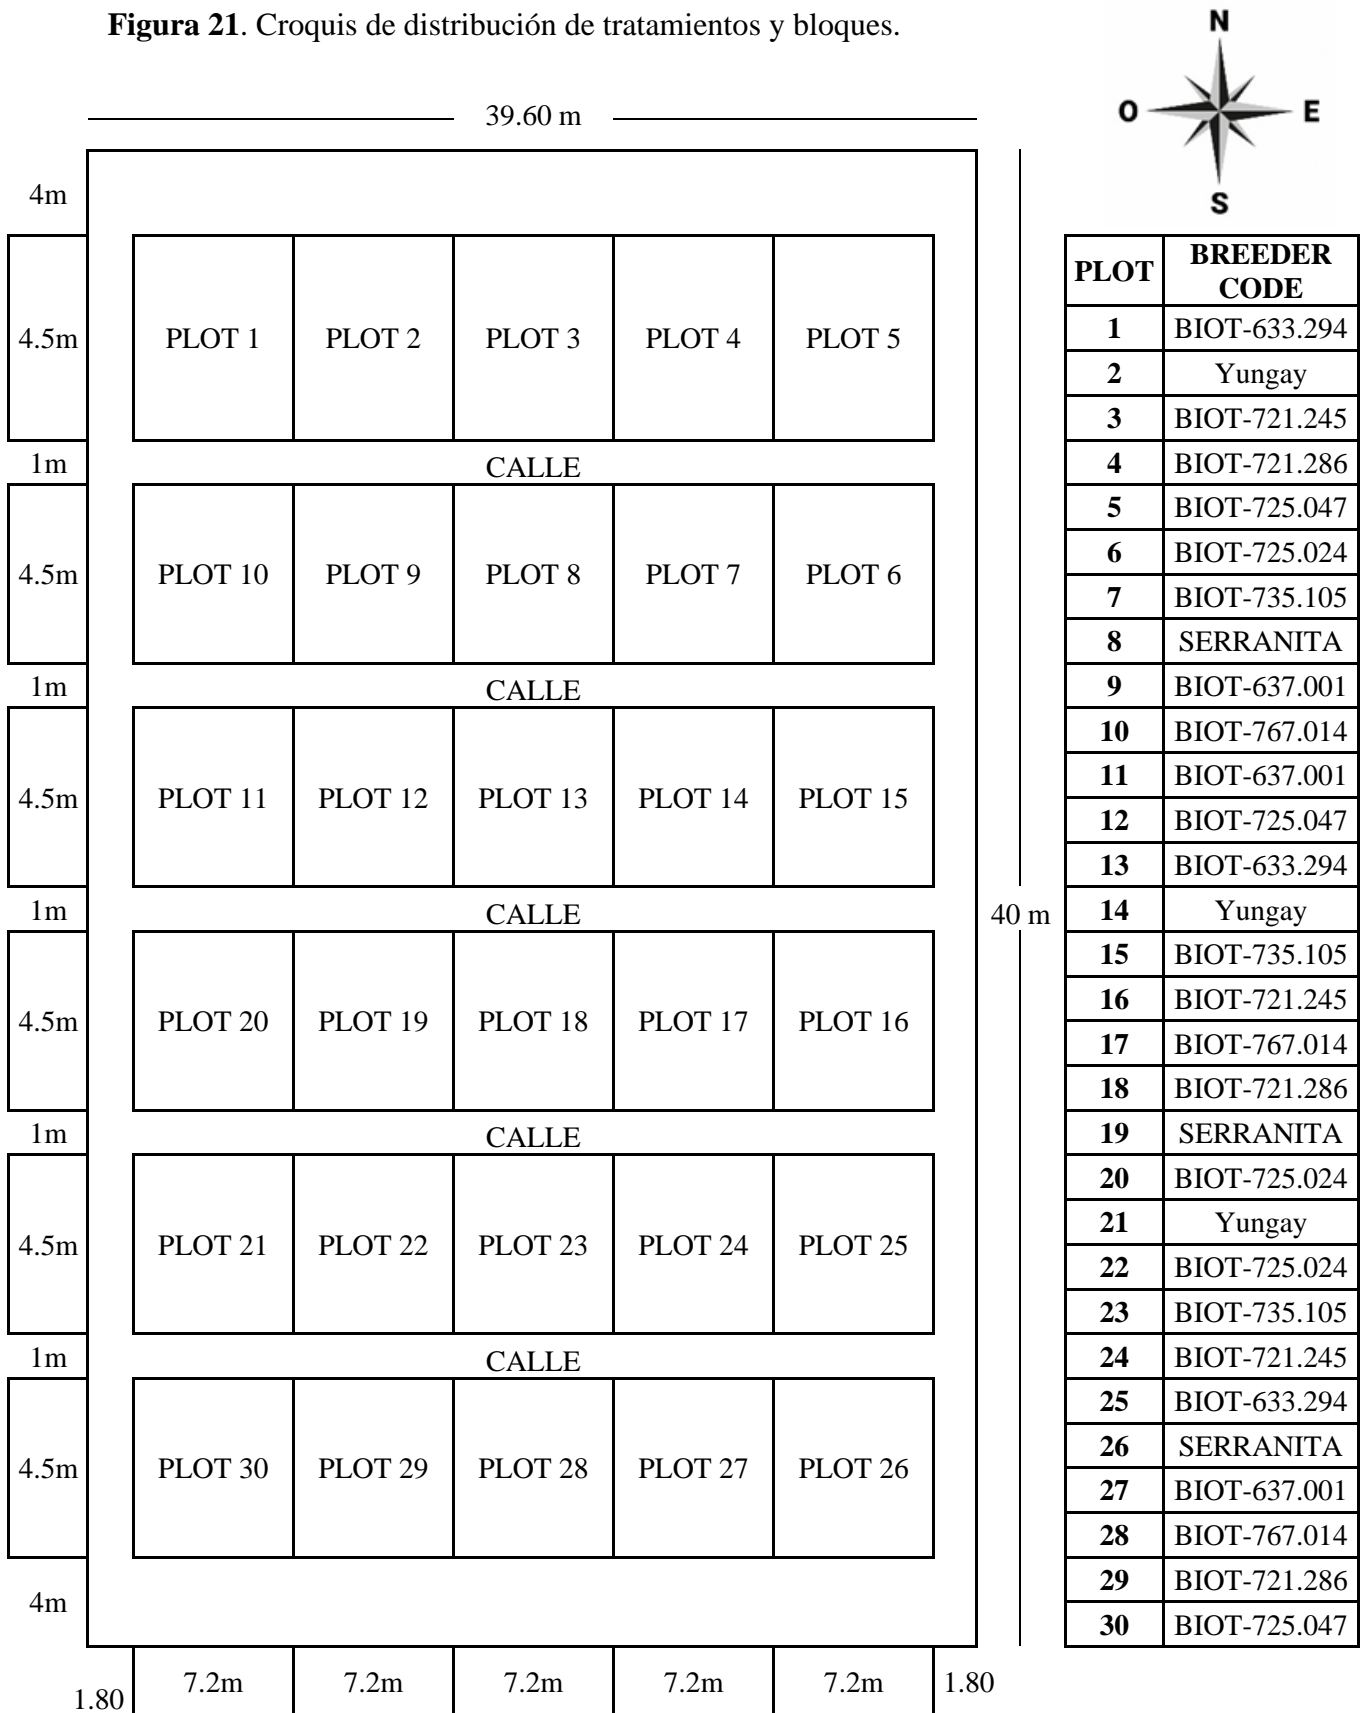 Figura 21. Croquis de distribución de tratamientos y bloques.
N
O E
S
39.60 m
4m
4.5m PLOT 1 PLOT 2 PLOT 3 PLOT 4 PLOT 5
1m CALLE
4.5m PLOT 10 PLOT 9 PLOT 8 PLOT 7 PLOT 6
1m CALLE
4.5m PLOT 11 PLOT 12 PLOT 13 PLOT 14 PLOT 15
1m CALLE
4.5m PLOT 20 PLOT 19 PLOT 18 PLOT 17 PLOT 16
1m CALLE
4.5m PLOT 21 PLOT 22 PLOT 23 PLOT 24 PLOT 25
1m CALLE
4.5m PLOT 30 PLOT 29 PLOT 28 PLOT 27 PLOT 26
4m
1.80 7.2m 7.2m 7.2m 7.2m 7.2m 1.80
40 m
PLOT BREEDER
CODE
1 BIOT-633.294
2 Yungay
3 BIOT-721.245
4 BIOT-721.286
5 BIOT-725.047
6 BIOT-725.024
7 BIOT-735.105
8 SERRANITA
9 BIOT-637.001
10 BIOT-767.014
11 BIOT-637.001
12 BIOT-725.047
13 BIOT-633.294
14 Yungay
15 BIOT-735.105
16 BIOT-721.245
17 BIOT-767.014
18 BIOT-721.286
19 SERRANITA
20 BIOT-725.024
21 Yungay
22 BIOT-725.024
23 BIOT-735.105
24 BIOT-721.245
25 BIOT-633.294
26 SERRANITA
27 BIOT-637.001
28 BIOT-767.014
29 BIOT-721.286
30 BIOT-725.047